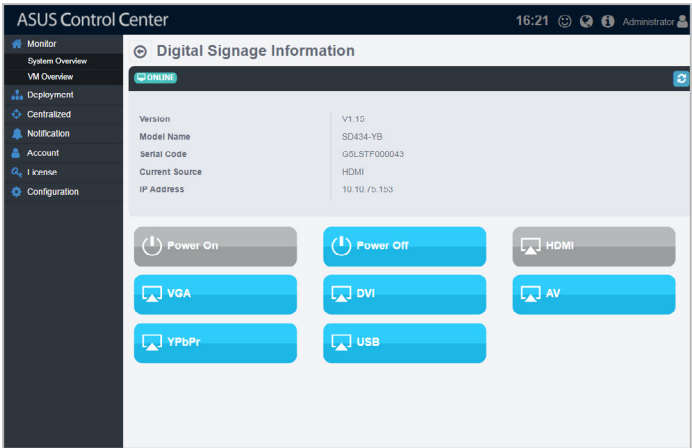 ASUS Control Center
16:21 Administrator
Monitor
System Overview
VM Overview
Deployment
Centralized
Notification
Account
License
Configuration
Digital Signage Information
ONLINE
Version V1.15
Model Name SD434-YB
Serial Code G5LSTF000043
Current Source HDMI
IP Address 10.10.75.153
Power On Power Off HDMI
VGA DVI AV
YPbPr USB